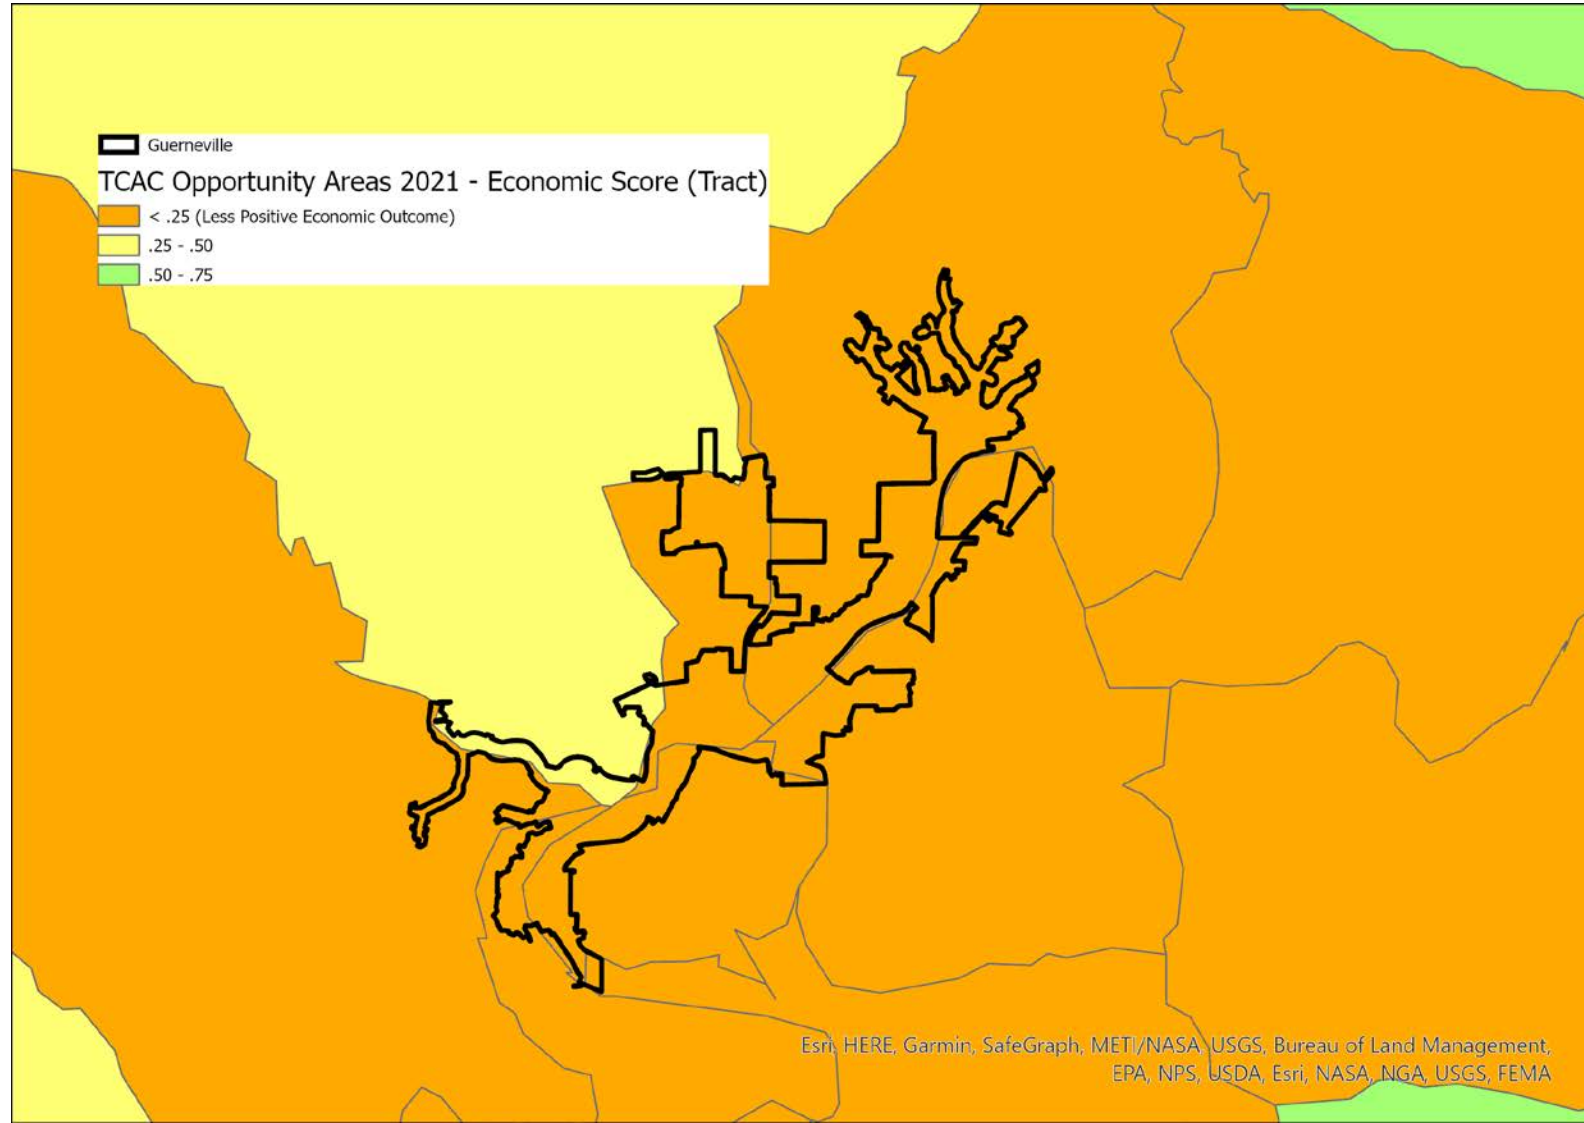 Guerneville
TCAC Opportunity Areas 2021 - Economic Score (Tract)
< .25 (Less Positive Economic Outcome)
.25 - .50
.50 - .75
Esri, HERE, Garmin, SafeGraph, METI/NASA, USGS, Bureau of Land Management,
EPA, NPS, USDA, Esri, NASA, NGA, USGS, FEMA